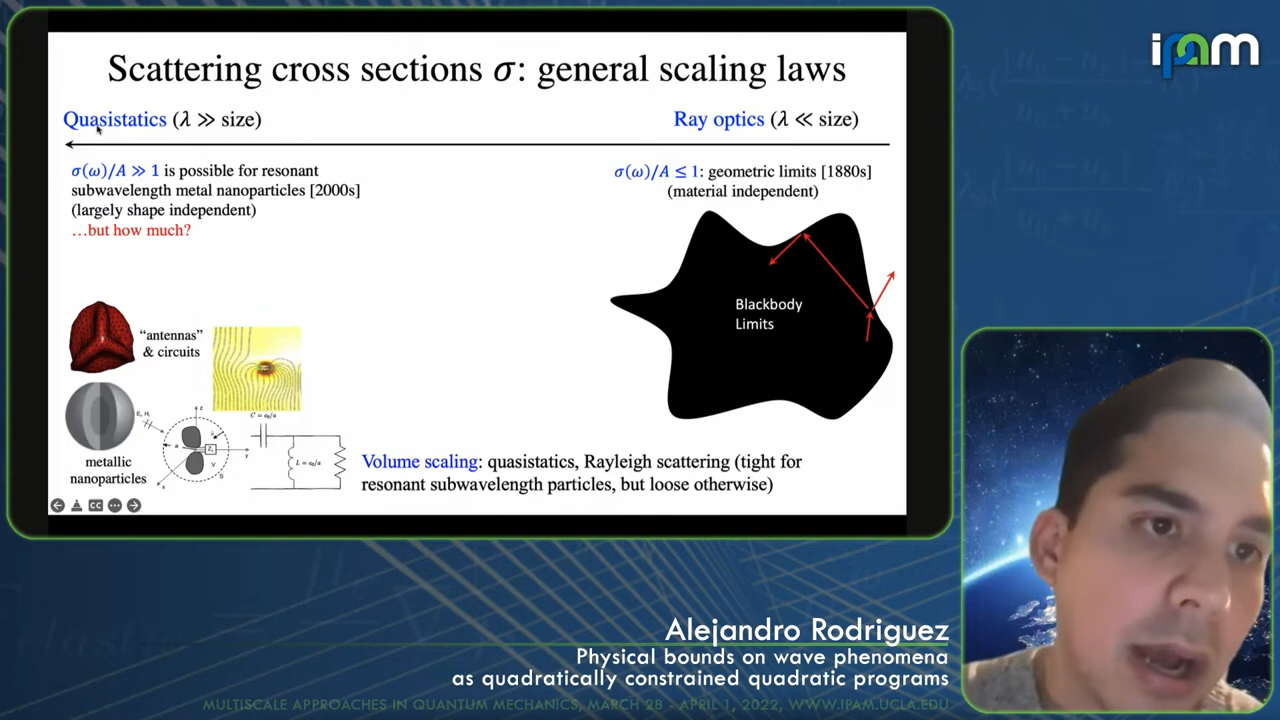 ipam
Scattering cross sections σ: general scaling laws
Quasistatics (λ ≫ size)
Ray optics (λ ≪ size)
σ(ω)/A ≫ 1 is possible for resonant
subwavelength metal nanoparticles [2000s]
(largely shape independent)
…but how much?
σ(ω)/A ≤ 1: geometric limits [1880s]
(material independent)
Blackbody
Limits
“antennas”
& circuits
metallic
nanoparticles
Volume scaling: quasistatics, Rayleigh scattering (tight for
resonant subwavelength particles, but loose otherwise)
Alejandro Rodriguez
Physical bounds on wave phenomena
as quadratically constrained quadratic programs
MULTISCALE APPROACHES IN QUANTUM MECHANICS, MARCH 28 - APRIL 1, 2022, WWW.IPAM.UCLA.EDU